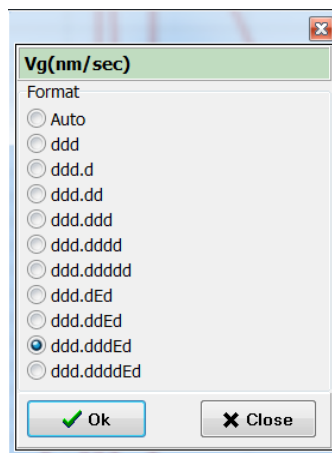 Vg(nm/sec)
Format
Auto
ddd
ddd.d
ddd.dd
ddd.ddd
ddd.dddd
ddd.ddddd
ddd.dEd
ddd.ddEd
ddd.dddEd
ddd.ddddEd
Ok Close